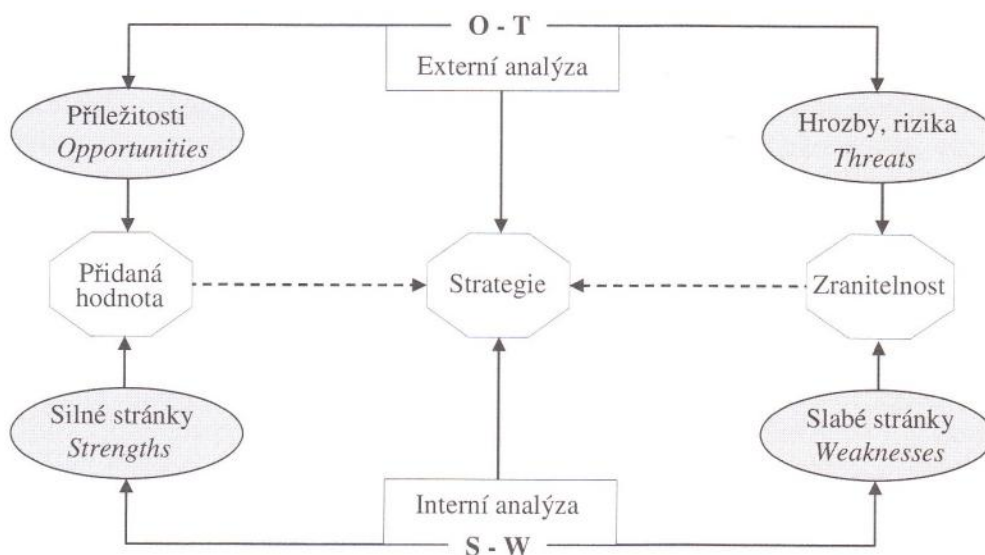 O - T
Externí analýza
Příležitosti
Opportunities
Hrozby, rizika
Threats
Přidaná
hodnota
Strategie
Zranitelnost
Silné stránky
Strengths
Slabé stránky
Weaknesses
Interní analýza
S - W